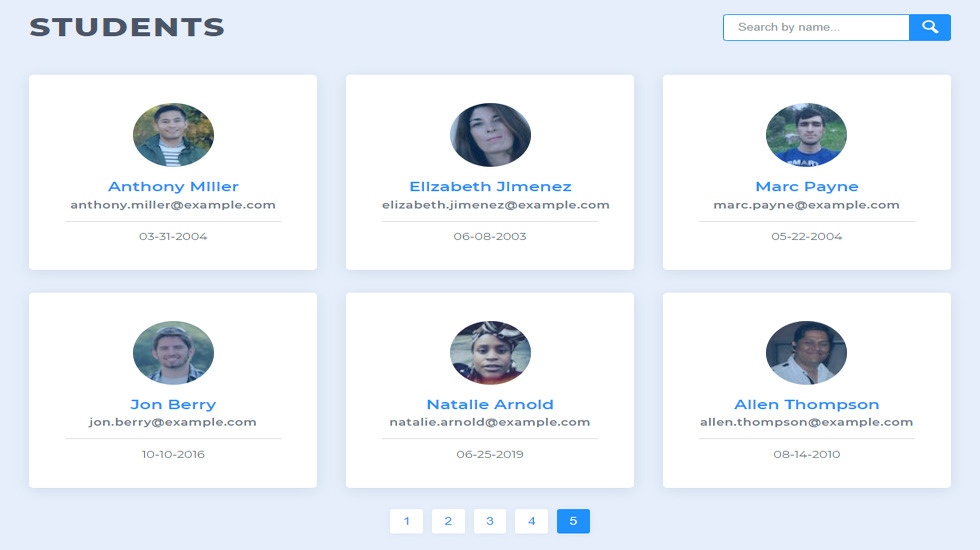 STUDENTS
Search by name...
Anthony Miller
anthony.miller@example.com
03-31-2004
Elizabeth Jimenez
elizabeth.jimenez@example.com
06-08-2003
Marc Payne
marc.payne@example.com
05-22-2004
SMART
Jon Berry
jon.berry@example.com
10-10-2016
Natalie Arnold
natalie.arnold@example.com
06-25-2019
Allen Thompson
allen.thompson@example.com
08-14-2010
1 2 3 4 5